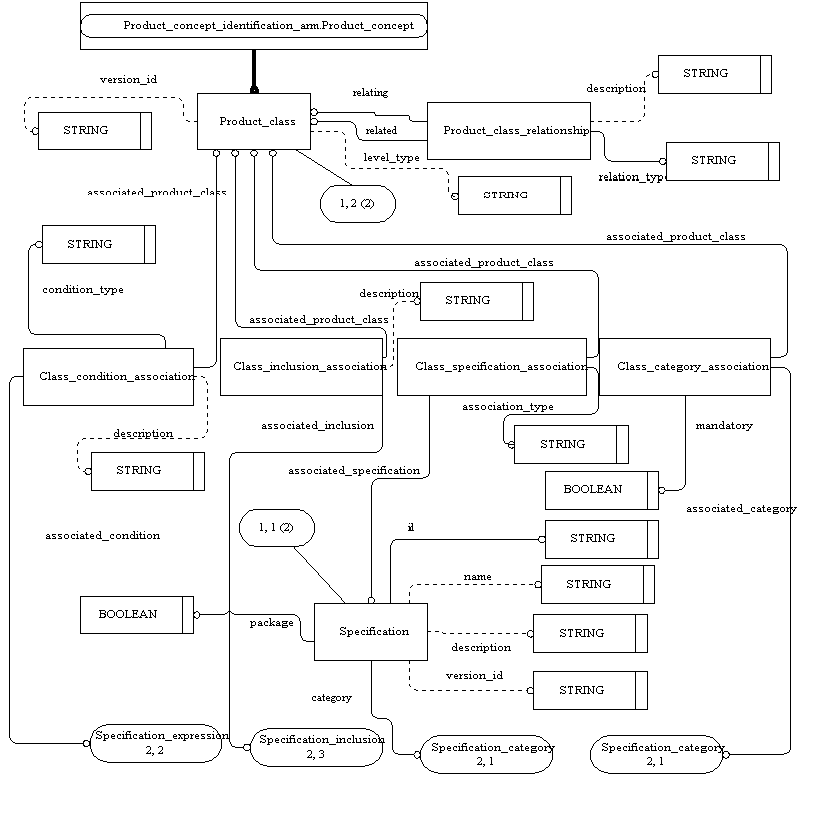 Product_concept_identification_arm.Product_concept
version_id
relating
description
STRING
STRING
Product_class
related
Product_class_relationship
level_type
STRING
relation_type
associated_product_class
1, 2 (2)
STRING
STRING
associated_product_class
associated_product_class
condition_type
description
STRING
associated_product_class
Class_condition_association
Class_inclusion_association
Class_specification_association
Class_category_association
description
associated_inclusion
association_type
mandatory
STRING
STRING
associated_specification
BOOLEAN
associated_category
associated_condition
1, 1 (2)
id
STRING
name
STRING
BOOLEAN
package
Specification
STRING
description
version_id
STRING
category
Specification_expression
2, 2
Specification_inclusion
2, 3
Specification_category
2, 1
Specification_category
2, 1